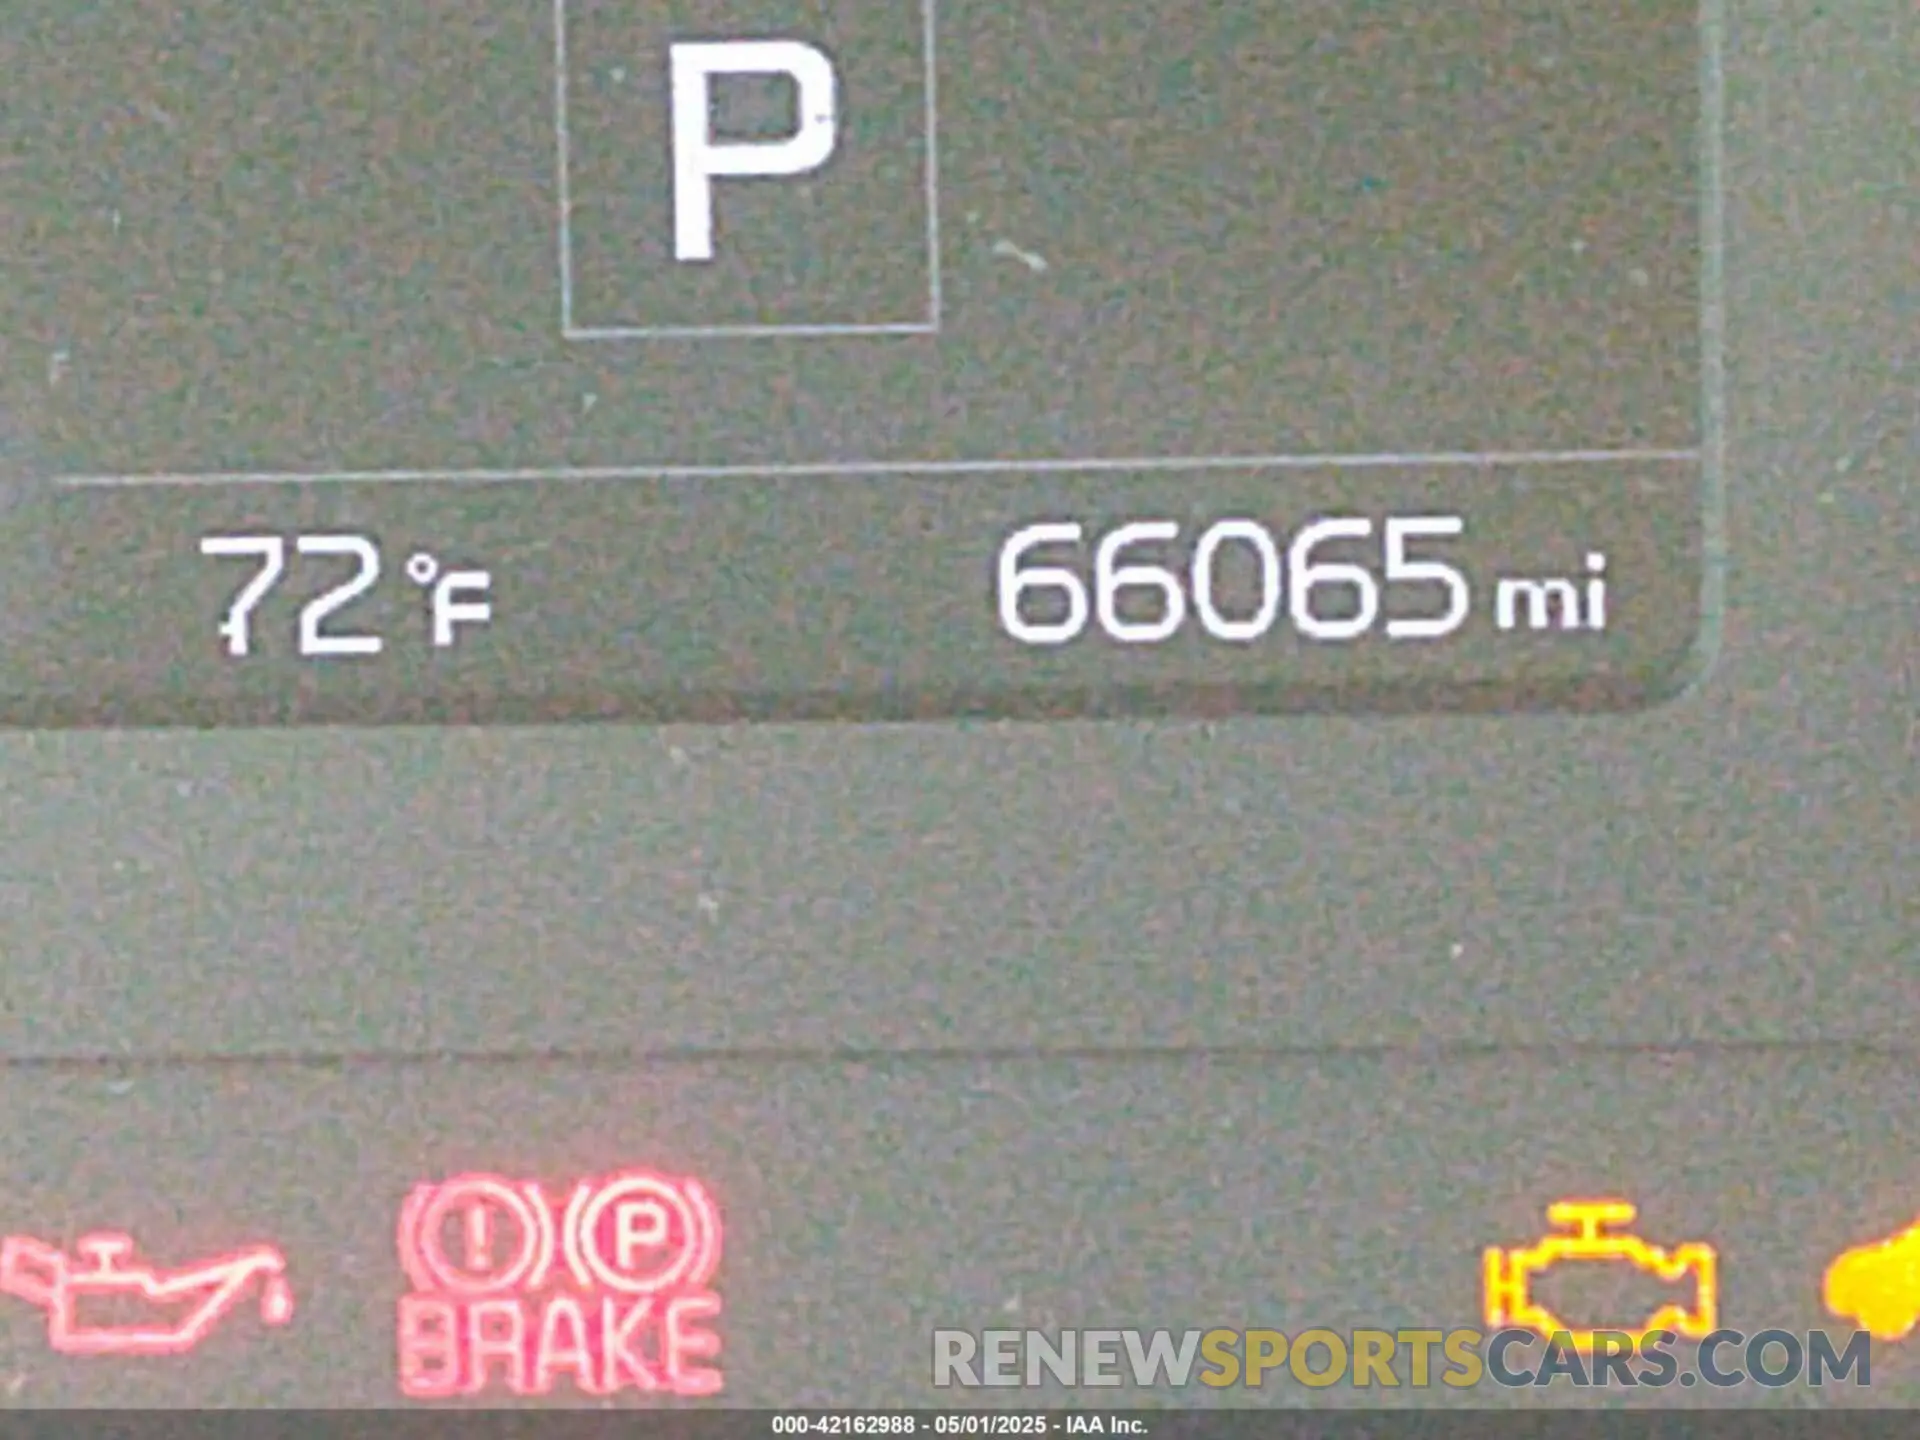 P
72°F 66065 mi
! P
BRAKE
RENEWSPORTSCARS.COM
000-42162988 - 05/01/2025 - IAA Inc.